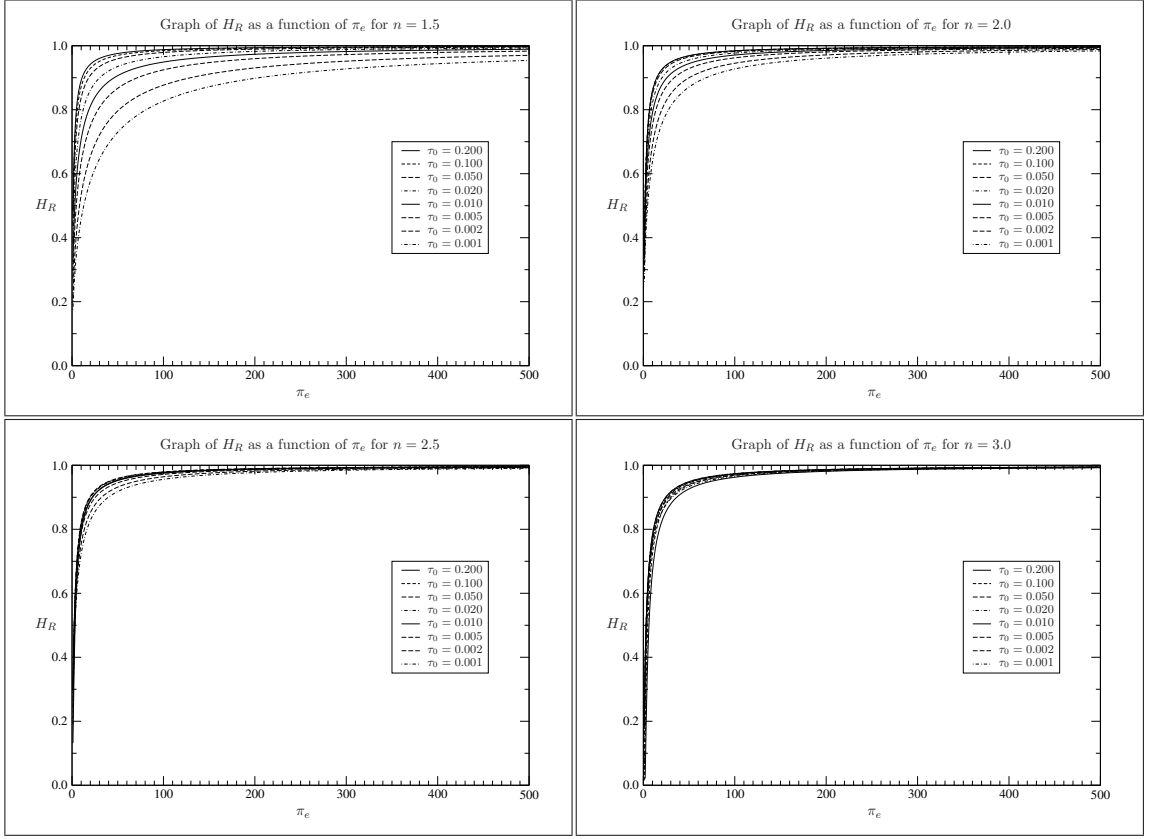 Graph of H_R as a function of π_e for n = 1.5
1.0
0.8
0.6
H_R
0.4
0.2
0.0
0 100 200 300 400 500
π_e
τ_0 = 0.200
τ_0 = 0.100
τ_0 = 0.050
τ_0 = 0.020
τ_0 = 0.010
τ_0 = 0.005
τ_0 = 0.002
τ_0 = 0.001
Graph of H_R as a function of π_e for n = 2.0
1.0
0.8
0.6
H_R
0.4
0.2
0.0
0 100 200 300 400 500
π_e
τ_0 = 0.200
τ_0 = 0.100
τ_0 = 0.050
τ_0 = 0.020
τ_0 = 0.010
τ_0 = 0.005
τ_0 = 0.002
τ_0 = 0.001
Graph of H_R as a function of π_e for n = 2.5
1.0
0.8
0.6
H_R
0.4
0.2
0.0
0 100 200 300 400 500
π_e
τ_0 = 0.200
τ_0 = 0.100
τ_0 = 0.050
τ_0 = 0.020
τ_0 = 0.010
τ_0 = 0.005
τ_0 = 0.002
τ_0 = 0.001
Graph of H_R as a function of π_e for n = 3.0
1.0
0.8
0.6
H_R
0.4
0.2
0.0
0 100 200 300 400 500
π_e
τ_0 = 0.200
τ_0 = 0.100
τ_0 = 0.050
τ_0 = 0.020
τ_0 = 0.010
τ_0 = 0.005
τ_0 = 0.002
τ_0 = 0.001